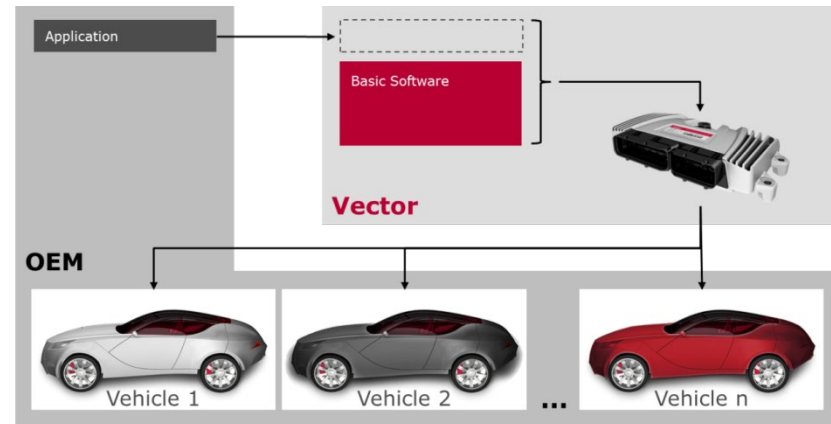 Application
Basic Software
Vector
OEM
Vehicle 1
Vehicle 2
...
Vehicle n